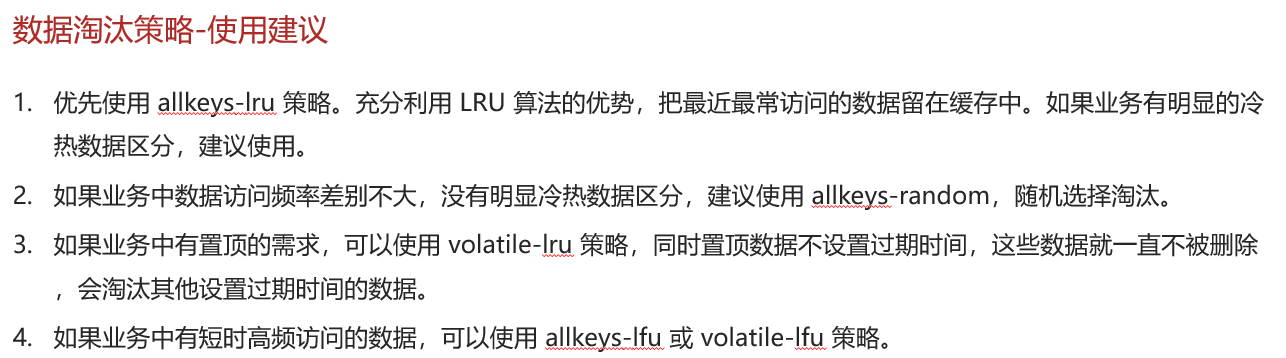 数据淘汰策略-使用建议
1. 优先使用 allkeys-lru 策略。充分利用 LRU 算法的优势，把最近最常访问的数据留在缓存中。如果业务有明显的冷
热数据区分，建议使用。
2. 如果业务中数据访问频率差别不大，没有明显冷热数据区分，建议使用 allkeys-random，随机选择淘汰。
3. 如果业务中有置顶的需求，可以使用 volatile-lru 策略，同时置顶数据不设置过期时间，这些数据就一直不被删除
，会淘汰其他设置过期时间的数据。
4. 如果业务中有短时高频访问的数据，可以使用 allkeys-lfu 或 volatile-lfu 策略。